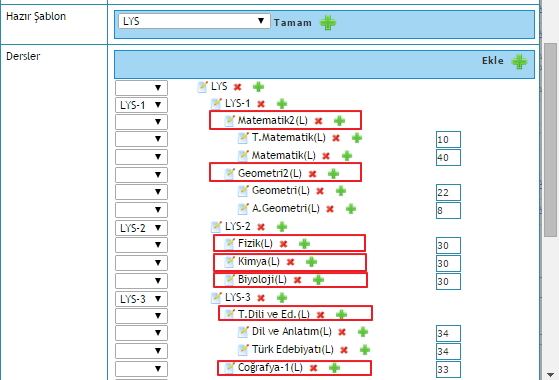 Hazır Şablon LYS Tamam
Dersler Ekle
LYS
LYS-1 LYS-1
Matematik2(L)
T.Matematik(L) 10
Matematik(L) 40
Geometri2(L)
Geometri(L) 22
A.Geometri(L) 8
LYS-2 LYS-2
Fizik(L) 30
Kimya(L) 30
Biyoloji(L) 30
LYS-3 LYS-3
T.Dili ve Ed.(L)
Dil ve Anlatım(L) 34
Türk Edebiyatı(L) 34
Coğrafya-1(L) 33